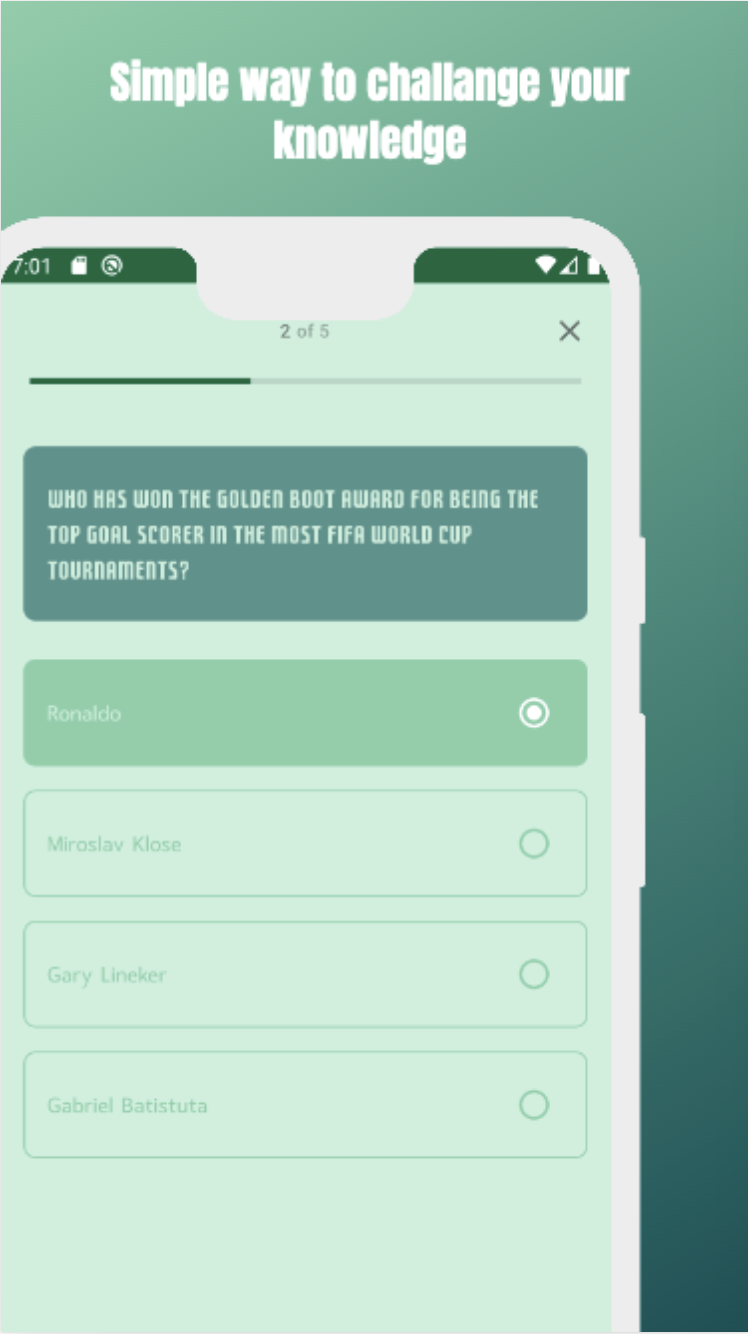 Simple way to challange your
knowledge
7:01
2 of 5
WHO HAS WON THE GOLDEN BOOT AWARD FOR BEING THE
TOP GOAL SCORER IN THE MOST FIFA WORLD CUP
TOURNAMENTS?
Ronaldo
Miroslav Klose
Gary Lineker
Gabriel Batistuta